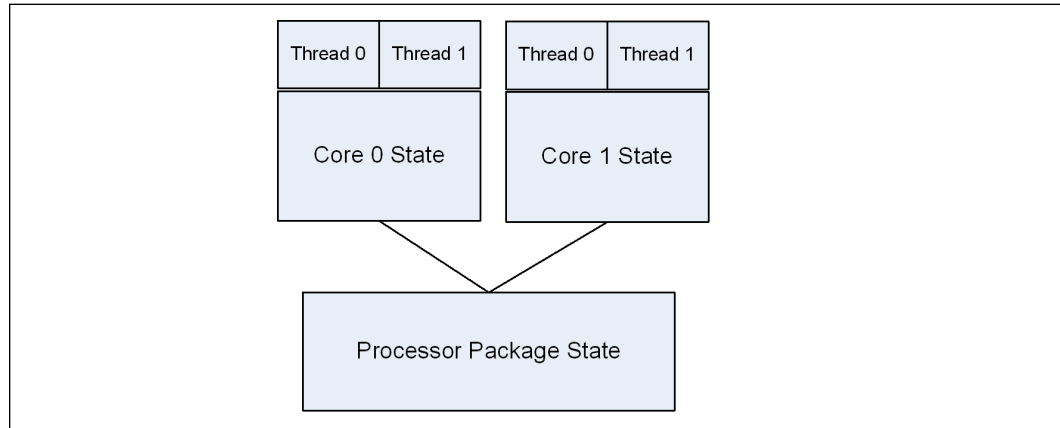 Thread 0 Thread 1 Thread 0 Thread 1
Core 0 State Core 1 State
Processor Package State